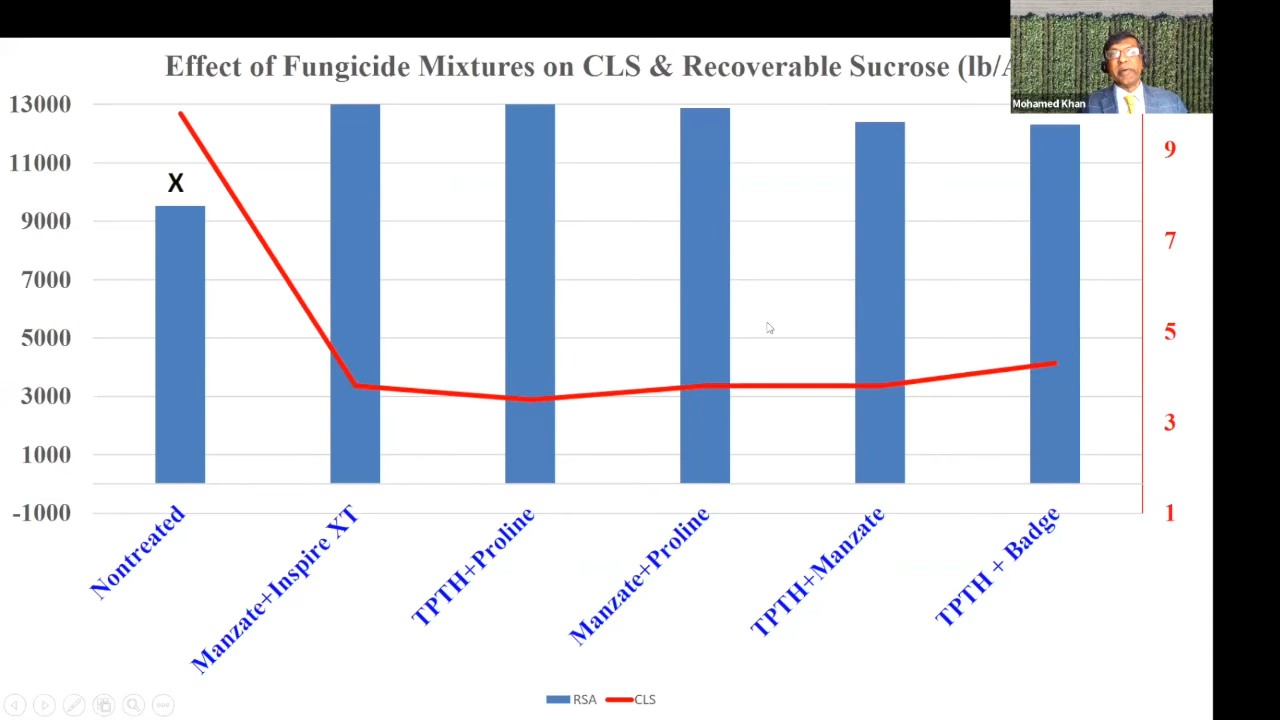 Effect of Fungicide Mixtures on CLS & Recoverable Sucrose (lb/
Mohamed Khan
13000
11000
9000
7000
5000
3000
1000
-1000
X
9
7
5
3
1
Nontreated
Manzate+Inspire XT
TPTH+Proline
Manzate+Proline
TPTH+Manzate
TPTH + Badge
RSA
CLS